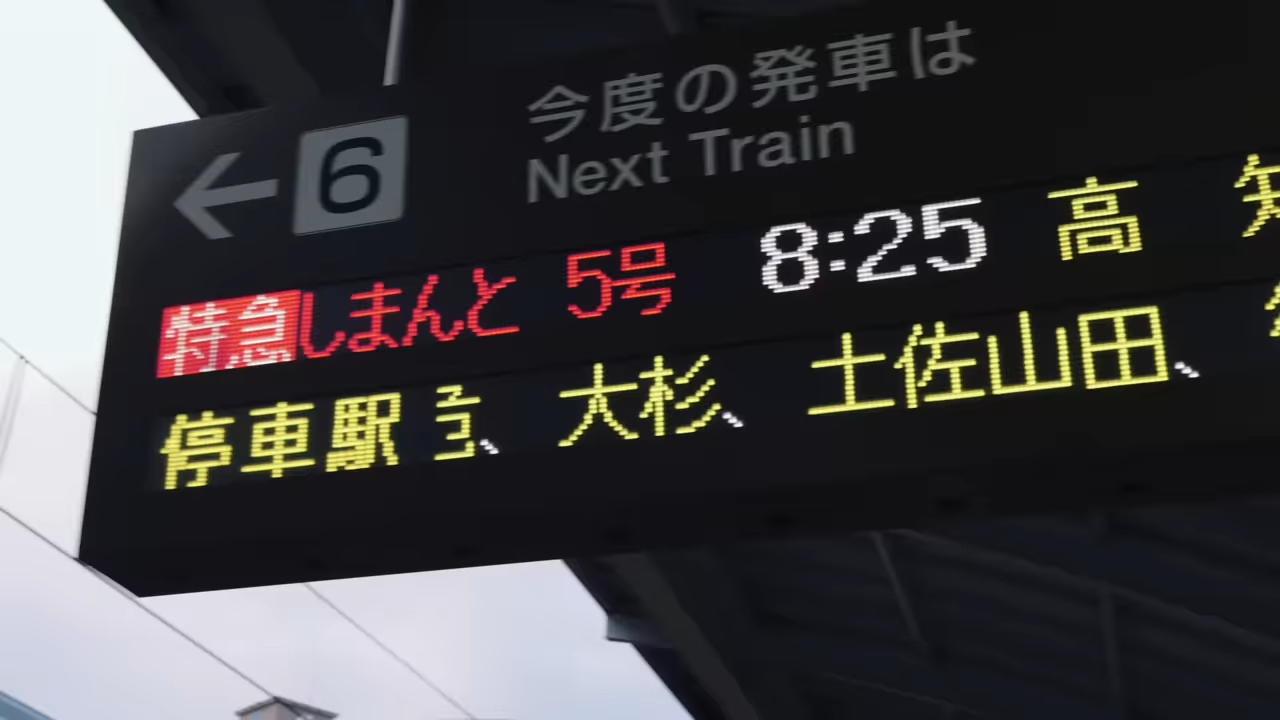 ← 6 今度の発車は
Next Train
特急 しまんと 5号 8:25 高 知
停車駅 、大杉、土佐山田、